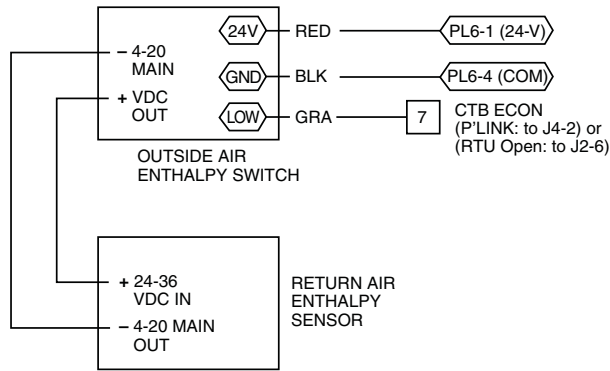 24V RED PL6-1 (24-V)
– 4-20
MAIN
GND BLK PL6-4 (COM)
+ VDC
OUT
LOW GRA 7 CTB ECON
(P'LINK: to J4-2) or
(RTU Open: to J2-6)
OUTSIDE AIR
ENTHALPY SWITCH
+ 24-36
VDC IN
– 4-20 MAIN
OUT
RETURN AIR
ENTHALPY
SENSOR